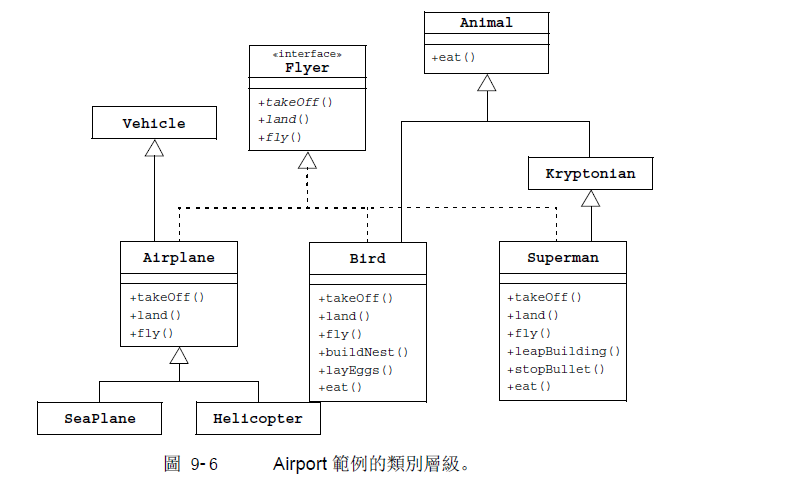 Animal
+eat()
«interface»
Flyer
+takeOff()
+land()
+fly()
Vehicle
Kryptonian
Airplane
+takeOff()
+land()
+fly()
Bird
+takeOff()
+land()
+fly()
+buildNest()
+layEggs()
+eat()
Superman
+takeOff()
+land()
+fly()
+leapBuilding()
+stopBullet()
+eat()
SeaPlane
Helicopter
圖 9-6 Airport 範例的類別層級。